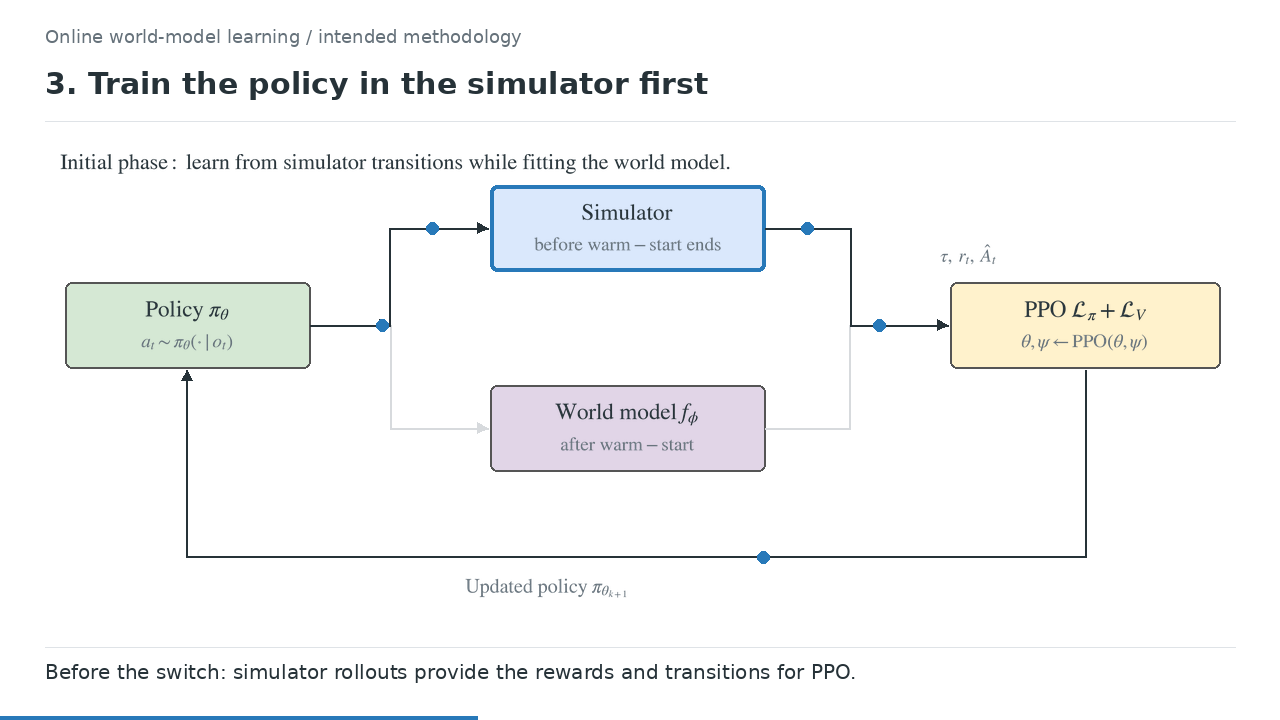 Online world-model learning / intended methodology
3. Train the policy in the simulator first
Initial phase: learn from simulator transitions while fitting the world model.
Simulator
before warm−start ends
τ, r_t, Â_t
Policy π_θ
a_t ~ π_θ(· | o_t)
PPO ℒ_π + ℒ_V
θ, ψ ← PPO(θ, ψ)
World model f_ϕ
after warm−start
Updated policy π_{θ_{k+1}}
Before the switch: simulator rollouts provide the rewards and transitions for PPO.